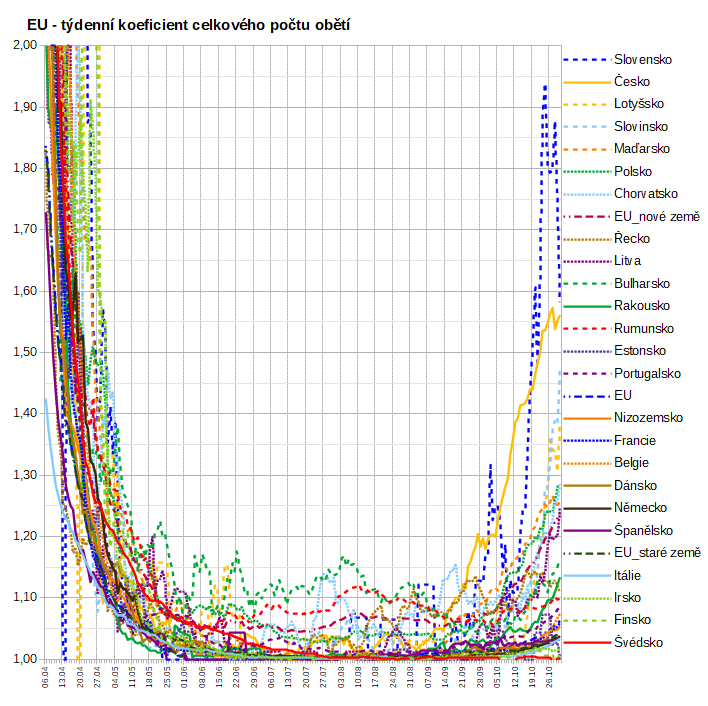 EU - týdenní koeficient celkového počtu obětí
2,00
1,90
1,80
1,70
1,60
1,50
1,40
1,30
1,20
1,10
1,00
06.04
13.04
20.04
27.04
04.05
11.05
18.05
25.05
01.06
08.06
15.06
22.06
29.06
06.07
13.07
20.07
27.07
03.08
10.08
17.08
24.08
31.08
07.09
14.09
21.09
28.09
05.10
12.10
19.10
26.10
Slovensko
Česko
Lotyšsko
Slovinsko
Maďarsko
Polsko
Chorvatsko
EU_nové země
Řecko
Litva
Bulharsko
Rakousko
Rumunsko
Estonsko
Portugalsko
EU
Nizozemsko
Francie
Belgie
Dánsko
Německo
Španělsko
EU_staré země
Itálie
Irsko
Finsko
Švédsko